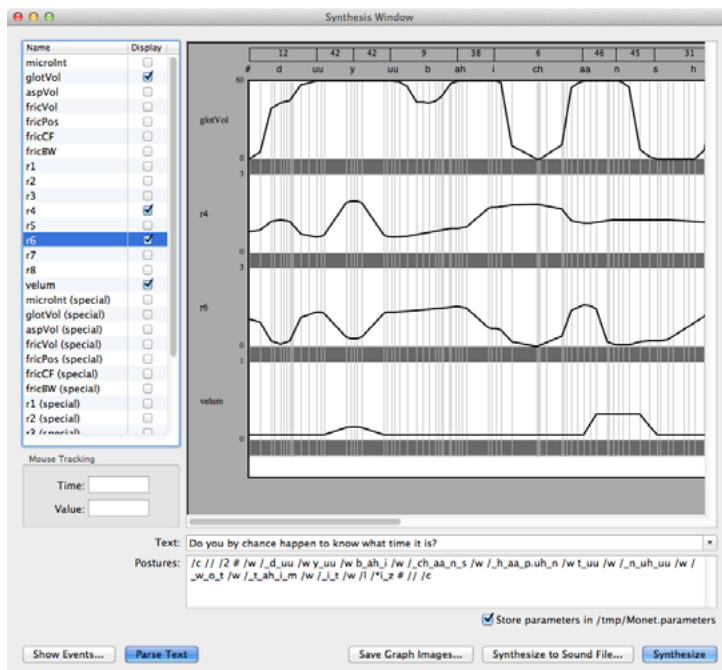 Synthesis Window
Name Display
microInt
glotVol
aspVol
fricVol
fricPos
fricCF
fricBW
r1
r2
r3
r4
r5
r6
r7
r8
velum
microInt (special)
glotVol (special)
aspVol (special)
fricVol (special)
fricPos (special)
fricCF (special)
fricBW (special)
r1 (special)
r2 (special)
r3 (special)
12 42 42 9 38 6 46 45 31
# d uu y uu b ah i ch aa n s h
60
glotVol
0
3
r4
0
3
r6
0
1
velum
0
Mouse Tracking
Time:
Value:
Text: Do you by chance happen to know what time it is?
Postures: /c // /2 # /w /_d_uu /w y_uu /w b_ah_i /w /_ch_aa_n_s /w /_h_aa_p.uh_n /w t_uu /w /_n_uh_uu /w /
_w_o_t /w /_t_ah_i_m /w /_i_t /w /l /*i_z # // /c
Store parameters in /tmp/Monet.parameters
Show Events... Parse Text Save Graph Images... Synthesize to Sound File... Synthesize